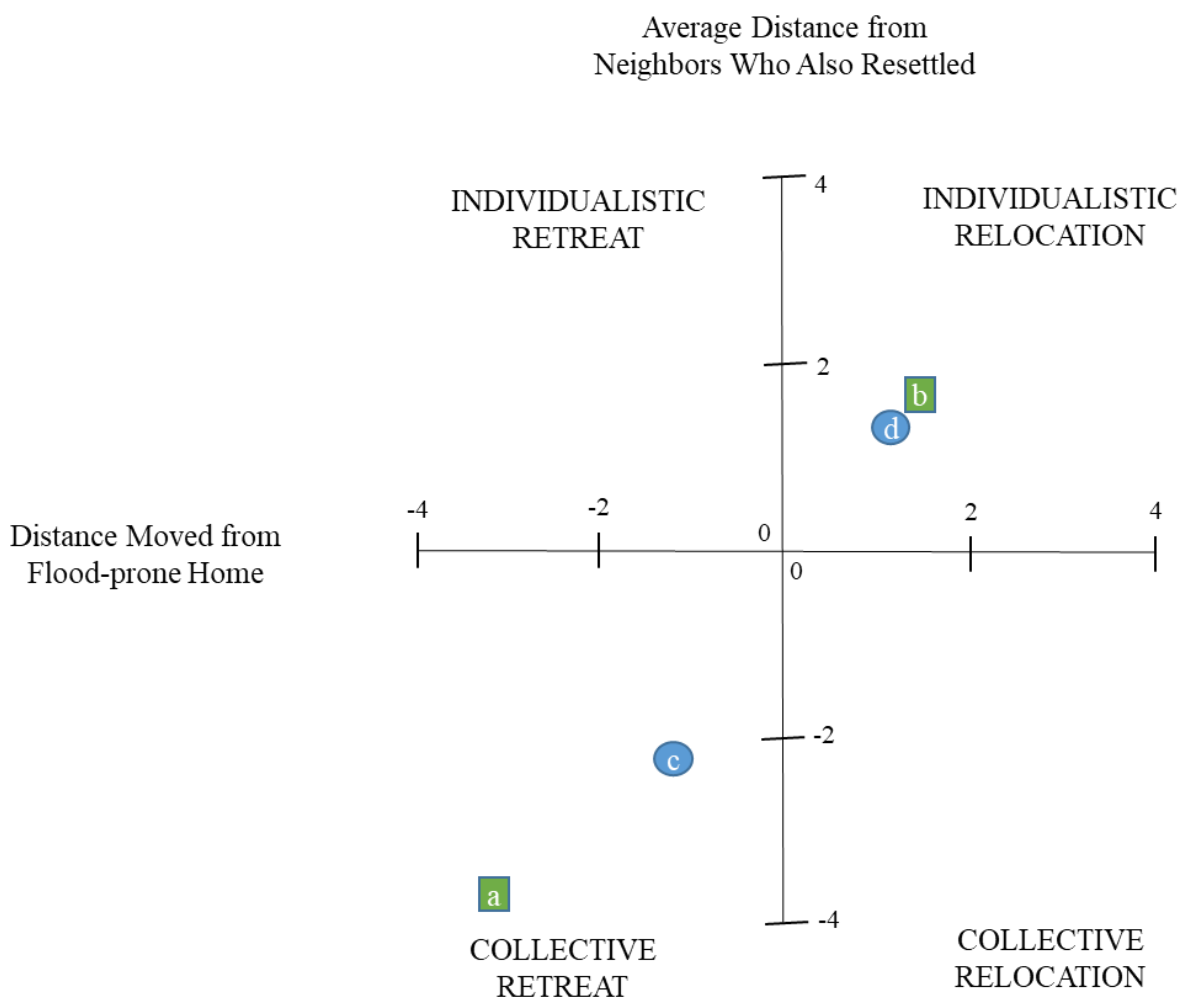 Average Distance from
Neighbors Who Also Resettled
INDIVIDUALISTIC
RETREAT
4
INDIVIDUALISTIC
RELOCATION
2
b
d
Distance Moved from
Flood-prone Home
-4
-2
0
0
2
4
-2
c
a
-4
COLLECTIVE
RETREAT
COLLECTIVE
RELOCATION